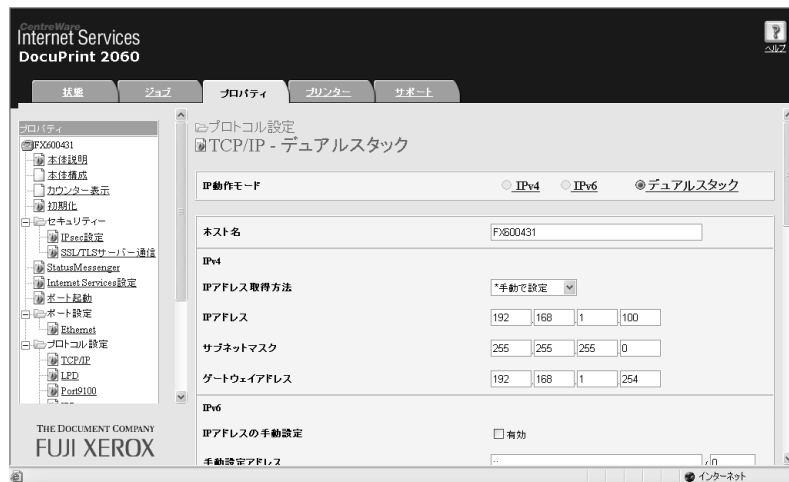 CentreWare
Internet Services
DocuPrint 2060
ヘルプ
状態 ジョブ プロパティ プリンター サポート
プロパティ
FX600431
本体説明
本体構成
カウンター表示
初期化
セキュリティー
IPsec設定
SSL/TLSサーバー通信
StatusMessenger
Internet Services設定
ポート起動
ポート設定
Ethernet
プロトコル設定
TCP/IP
LPD
Port9100
THE DOCUMENT COMPANY
FUJI XEROX
プロトコル設定
TCP/IP - デュアルスタック
IP動作モード IPv4 IPv6 デュアルスタック
ホスト名 FX600431
IPv4
IPアドレス取得方法 *手動で設定
IPアドレス 192 .168 .1 .100
サブネットマスク 255 .255 .255 .0
ゲートウェイアドレス 192 .168 .1 .254
IPv6
IPアドレスの手動設定 有効
手動設定アドレス :: / 0
インターネット